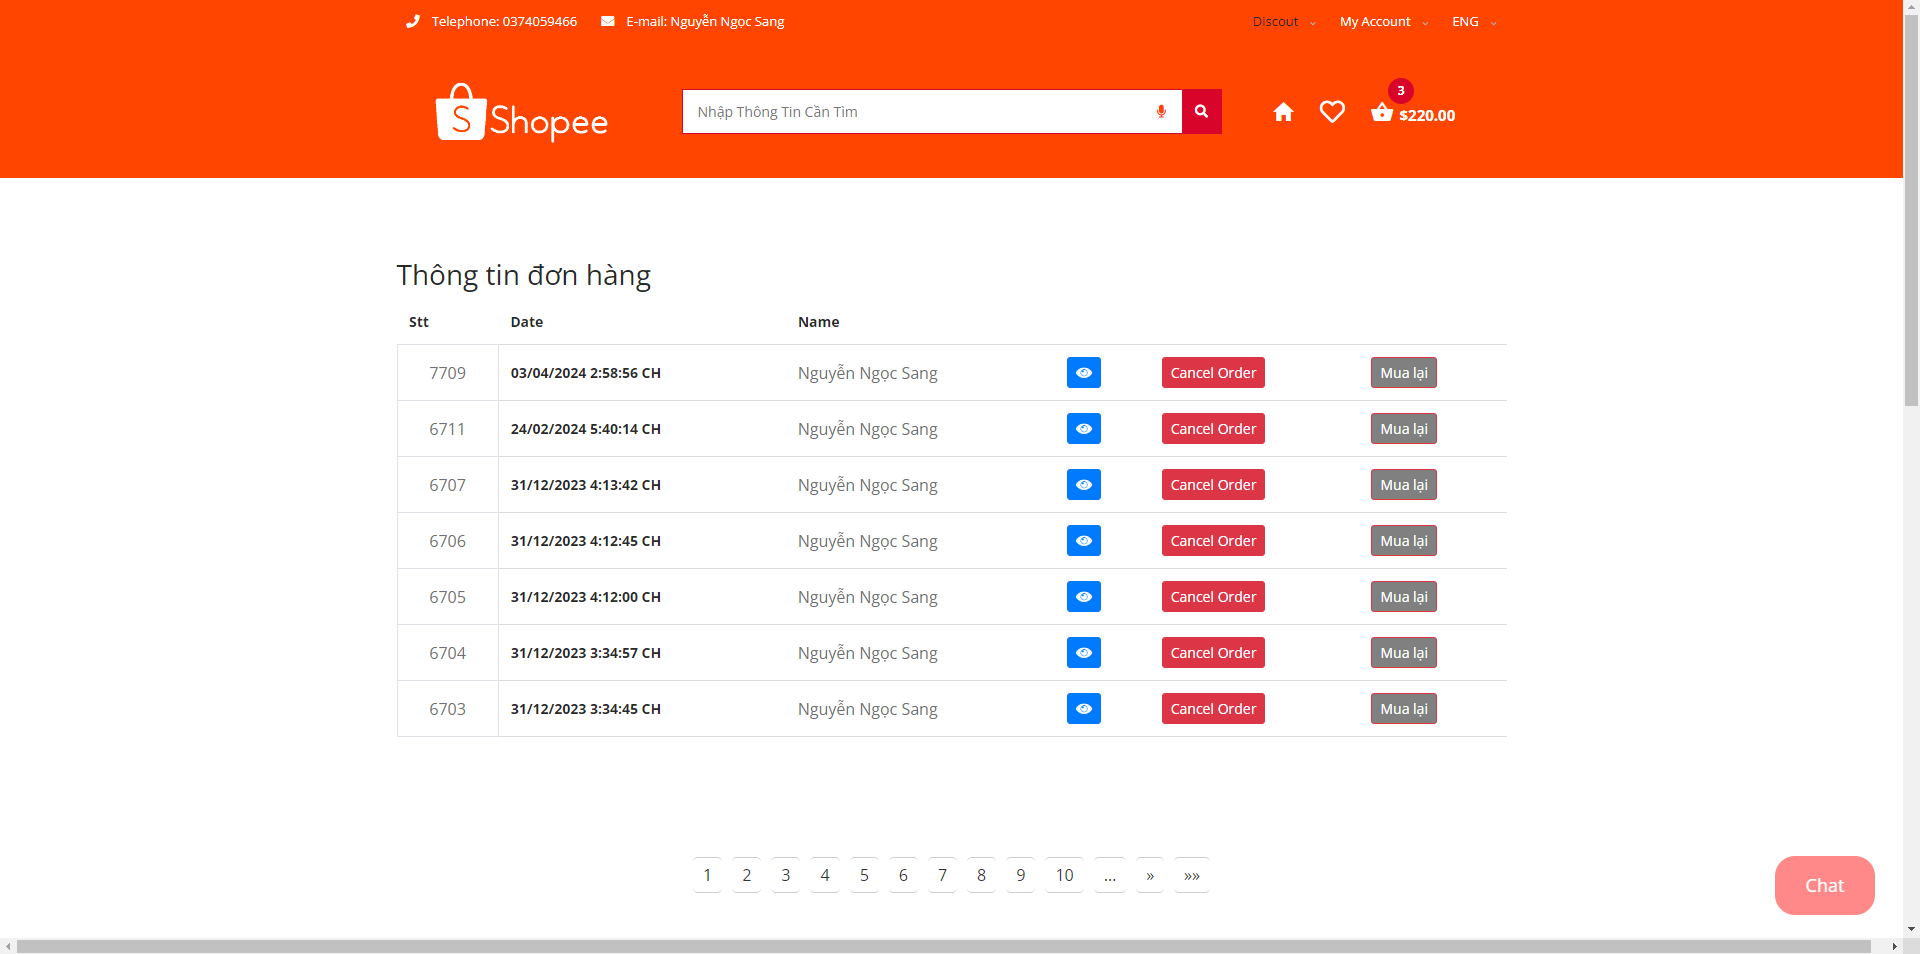 Telephone: 0374059466 E-mail: Nguyễn Ngọc Sang Discout My Account ENG
S Shopee Nhập Thông Tin Cần Tìm 3 $220.00
Thông tin đơn hàng
Stt Date Name
7709 03/04/2024 2:58:56 CH Nguyễn Ngọc Sang Cancel Order Mua lại
6711 24/02/2024 5:40:14 CH Nguyễn Ngọc Sang Cancel Order Mua lại
6707 31/12/2023 4:13:42 CH Nguyễn Ngọc Sang Cancel Order Mua lại
6706 31/12/2023 4:12:45 CH Nguyễn Ngọc Sang Cancel Order Mua lại
6705 31/12/2023 4:12:00 CH Nguyễn Ngọc Sang Cancel Order Mua lại
6704 31/12/2023 3:34:57 CH Nguyễn Ngọc Sang Cancel Order Mua lại
6703 31/12/2023 3:34:45 CH Nguyễn Ngọc Sang Cancel Order Mua lại
1 2 3 4 5 6 7 8 9 10 ... » »»
Chat